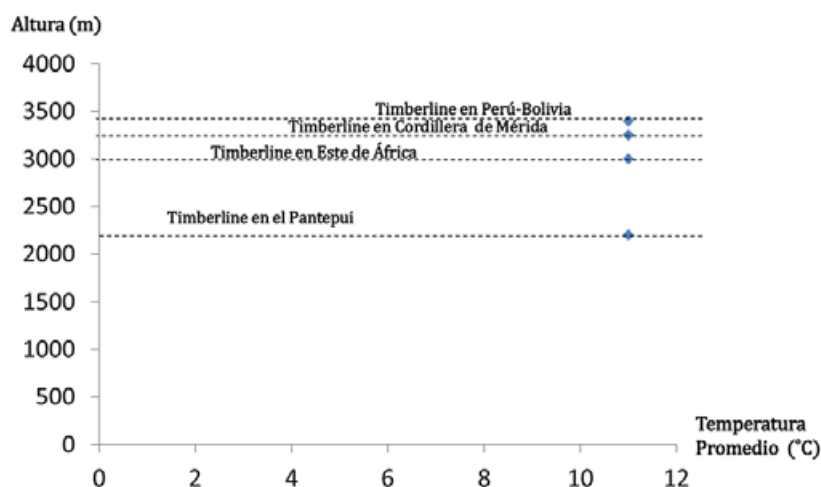 Altura (m)
4000
3500
3000
2500
2000
1500
1000
500
0
Timberline en Perú-Bolivia
Timberline en Cordillera de Mérida
Timberline en Este de África
Timberline en el Pantepui
0 2 4 6 8 10 12
Temperatura
Promedio (°C)